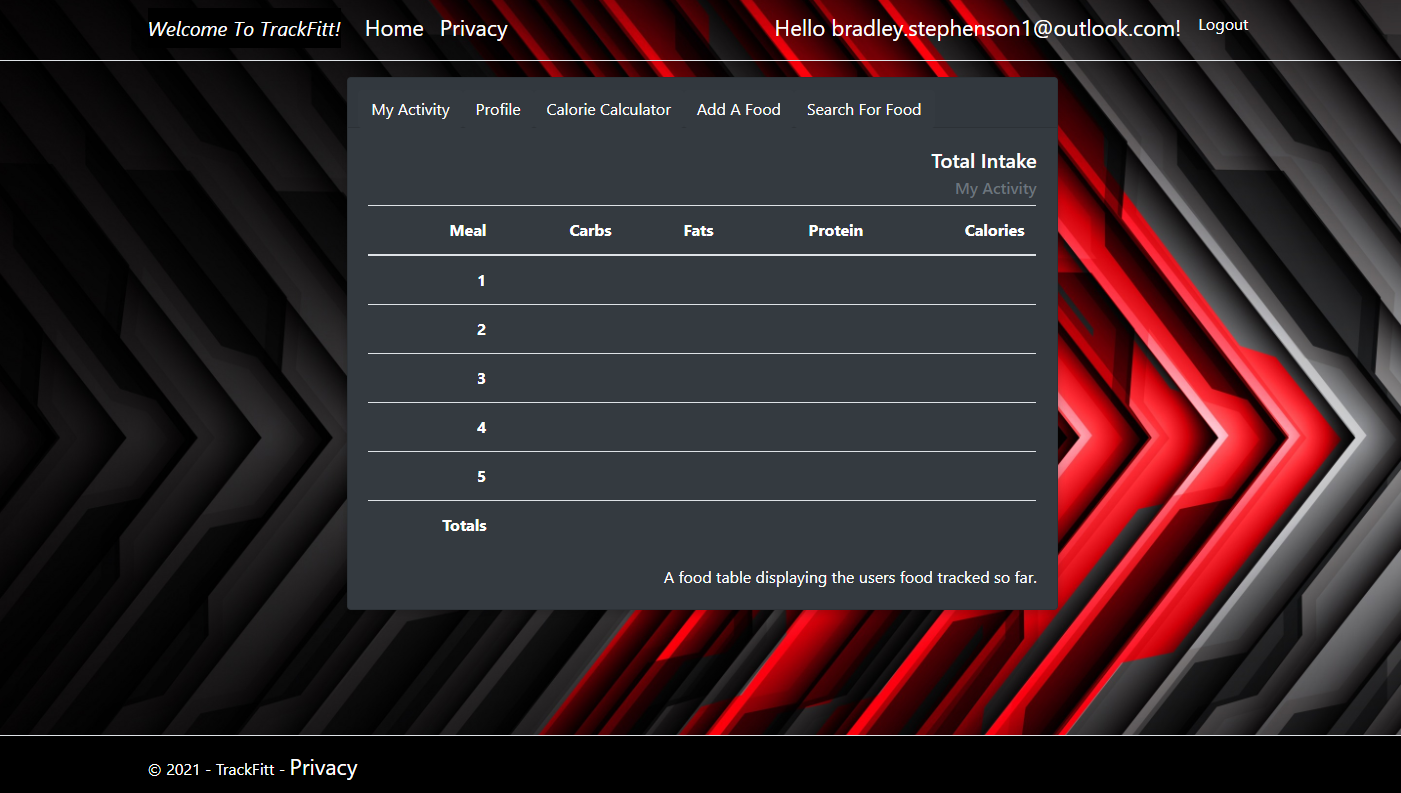 Welcome To TrackFitt! Home Privacy Hello bradley.stephenson1@outlook.com! Logout
My Activity Profile Calorie Calculator Add A Food Search For Food
Total Intake
My Activity
Meal Carbs Fats Protein Calories
1
2
3
4
5
Totals
A food table displaying the users food tracked so far.
© 2021 - TrackFitt - Privacy